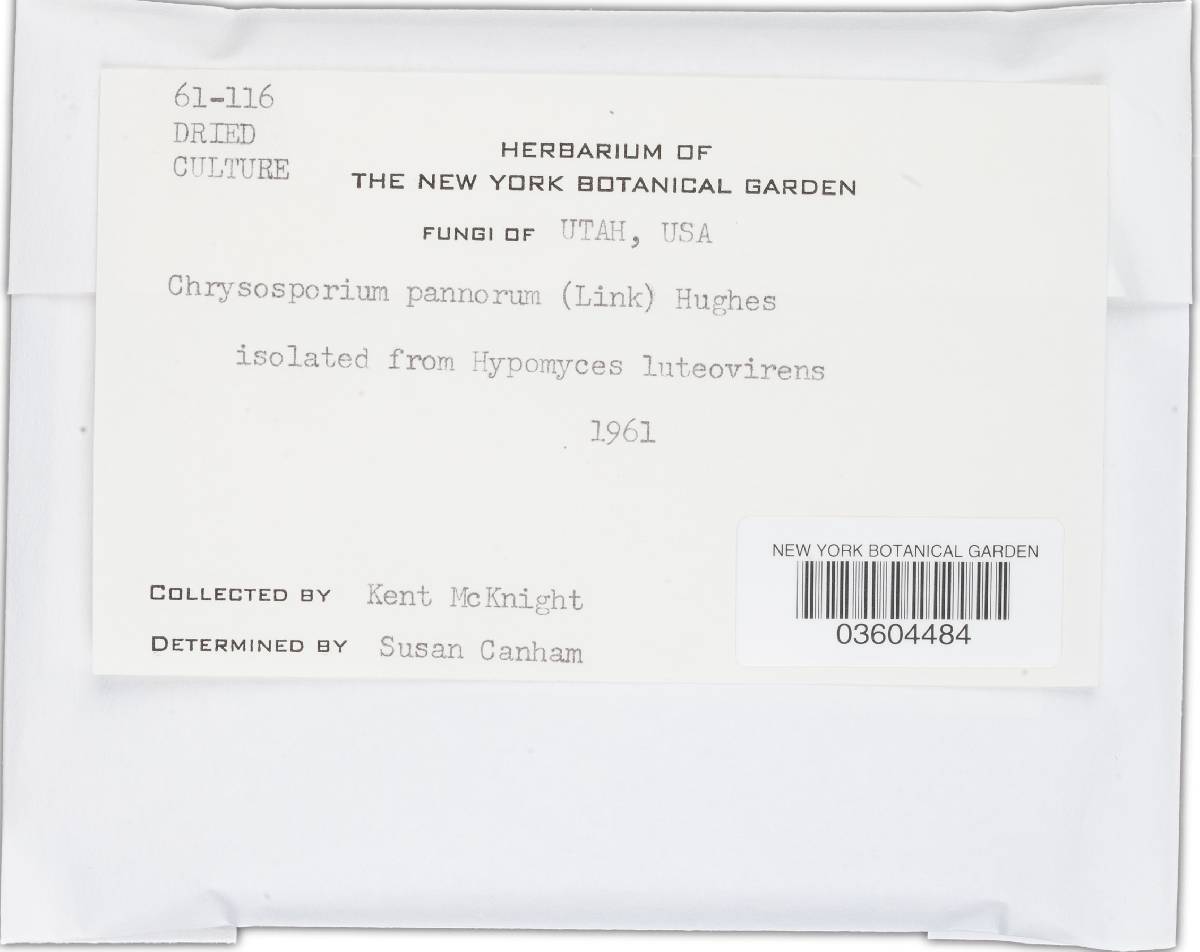 61-116
DRIED
CULTURE
HERBARIUM OF
THE NEW YORK BOTANICAL GARDEN
FUNGI OF UTAH, USA
Chrysosporium pannorum (Link) Hughes
isolated from Hypomyces luteovirens
1961
COLLECTED BY Kent McKnight
DETERMINED BY Susan Canham
NEW YORK BOTANICAL GARDEN
03604484